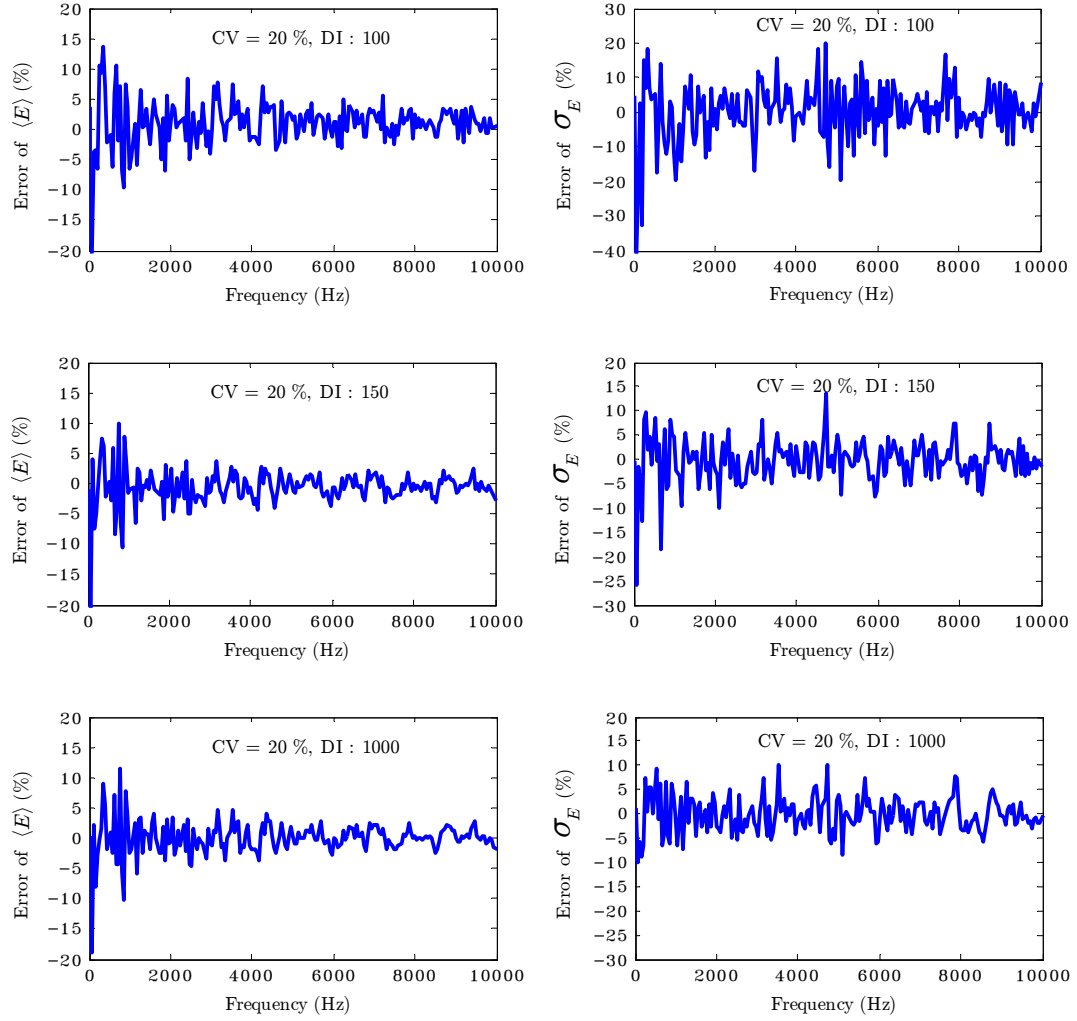 CV = 20 %, DI : 100
Error of ⟨E⟩ (%)
20
15
10
5
0
−5
−10
−15
−20
0 2000 4000 6000 8000 10000
Frequency (Hz)
CV = 20 %, DI : 100
Error of σ_E (%)
30
20
10
0
−10
−20
−30
−40
0 2000 4000 6000 8000 10000
Frequency (Hz)
CV = 20 %, DI : 150
Error of ⟨E⟩ (%)
20
15
10
5
0
−5
−10
−15
−20
0 2000 4000 6000 8000 10000
Frequency (Hz)
CV = 20 %, DI : 150
Error of σ_E (%)
20
15
10
5
0
−5
−10
−15
−20
−25
−30
0 2000 4000 6000 8000 10000
Frequency (Hz)
CV = 20 %, DI : 1000
Error of ⟨E⟩ (%)
20
15
10
5
0
−5
−10
−15
−20
0 2000 4000 6000 8000 10000
Frequency (Hz)
CV = 20 %, DI : 1000
Error of σ_E (%)
20
15
10
5
0
−5
−10
−15
−20
−25
−30
0 2000 4000 6000 8000 10000
Frequency (Hz)